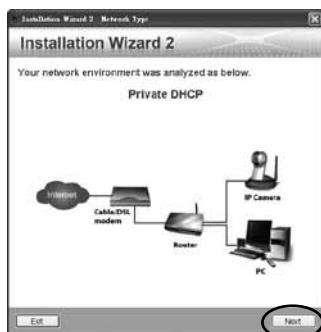 Installation Wizard 2 Network Type
Installation Wizard 2
Your network environment was analyzed as below.
Private DHCP
Internet
Cable/DSL
modem
Router
IP Camera
PC
Exit
Next